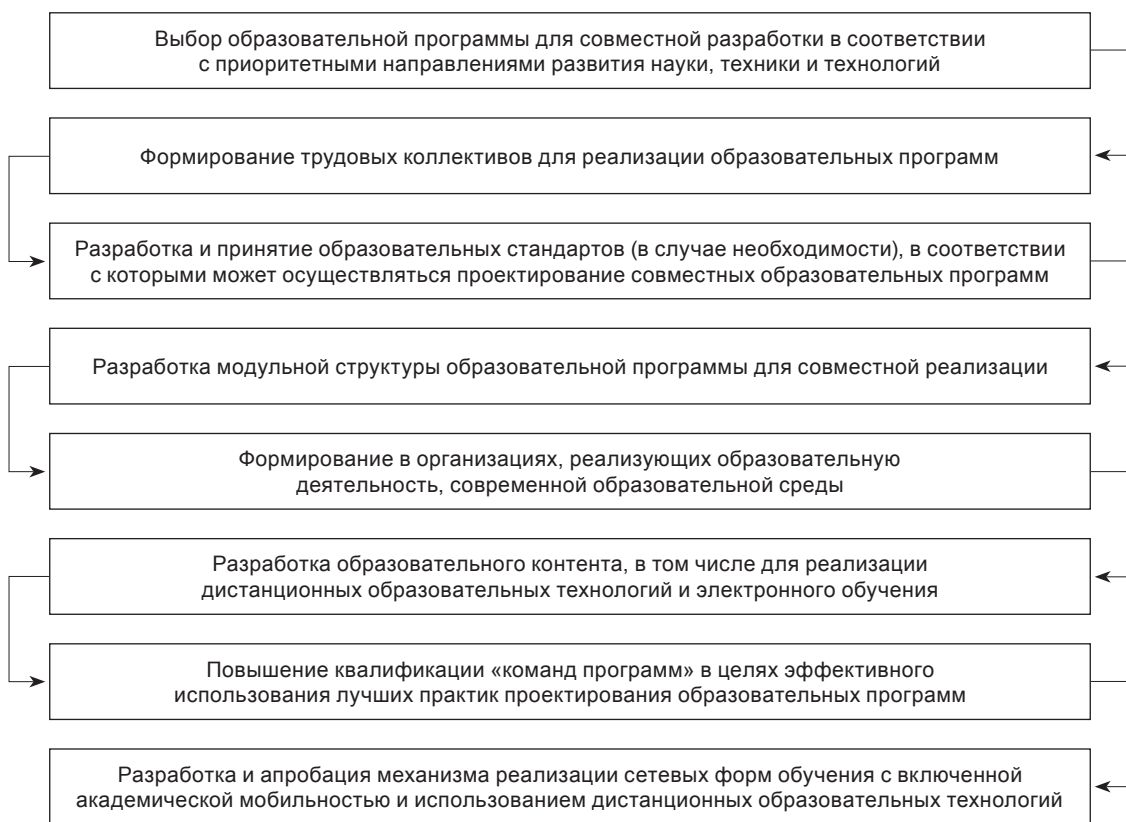 Выбор образовательной программы для совместной разработки в соответствии
с приоритетными направлениями развития науки, техники и технологий
Формирование трудовых коллективов для реализации образовательных программ
Разработка и принятие образовательных стандартов (в случае необходимости), в соответствии
с которыми может осуществляться проектирование совместных образовательных программ
Разработка модульной структуры образовательной программы для совместной реализации
Формирование в организациях, реализующих образовательную
деятельность, современной образовательной среды
Разработка образовательного контента, в том числе для реализации
дистанционных образовательных технологий и электронного обучения
Повышение квалификации «команд программ» в целях эффективного
использования лучших практик проектирования образовательных программ
Разработка и апробация механизма реализации сетевых форм обучения с включенной
академической мобильностью и использованием дистанционных образовательных технологий